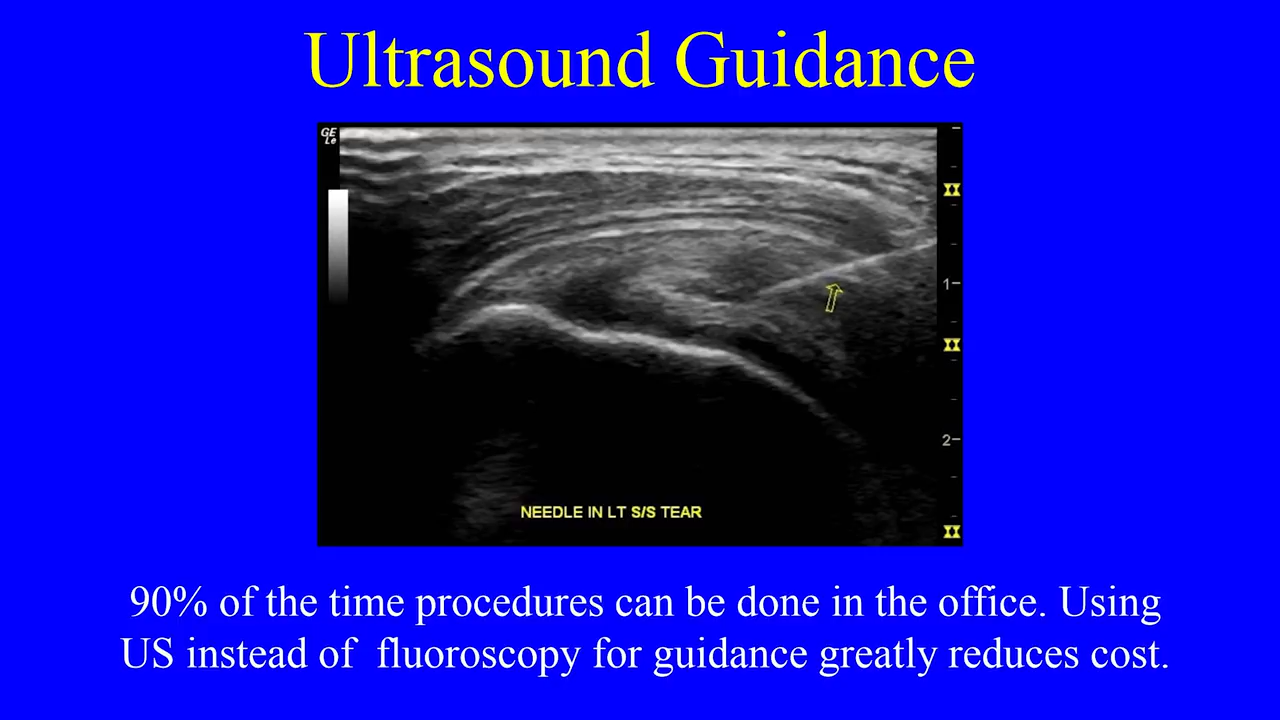 Ultrasound Guidance
GE
Le
1
2
NEEDLE IN LT S/S TEAR
90% of the time procedures can be done in the office. Using
US instead of  fluoroscopy for guidance greatly reduces cost.